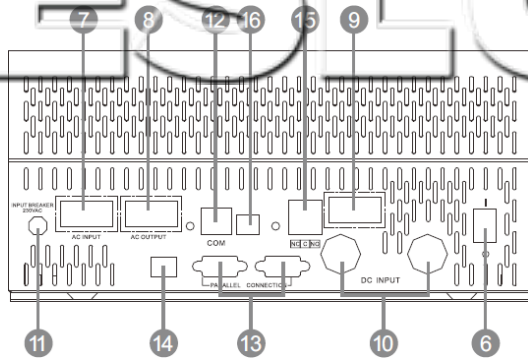 7 8 12 16 15 9
INPUT BREAKER
230VAC
AC INPUT
AC OUTPUT
COM
NC C NO
DC INPUT
PARALLEL CONNECTION
11 14 13 10 6